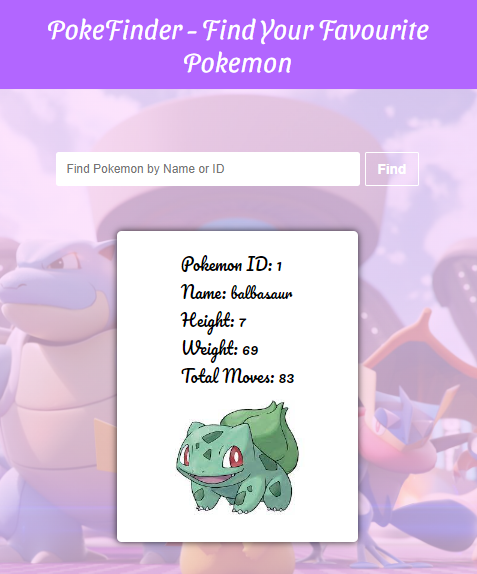 PokeFinder - Find Your Favourite
Pokemon
Find Pokemon by Name or ID
Find
Pokemon ID: 1
Name: balbasaur
Height: 7
Weight: 69
Total Moves: 83